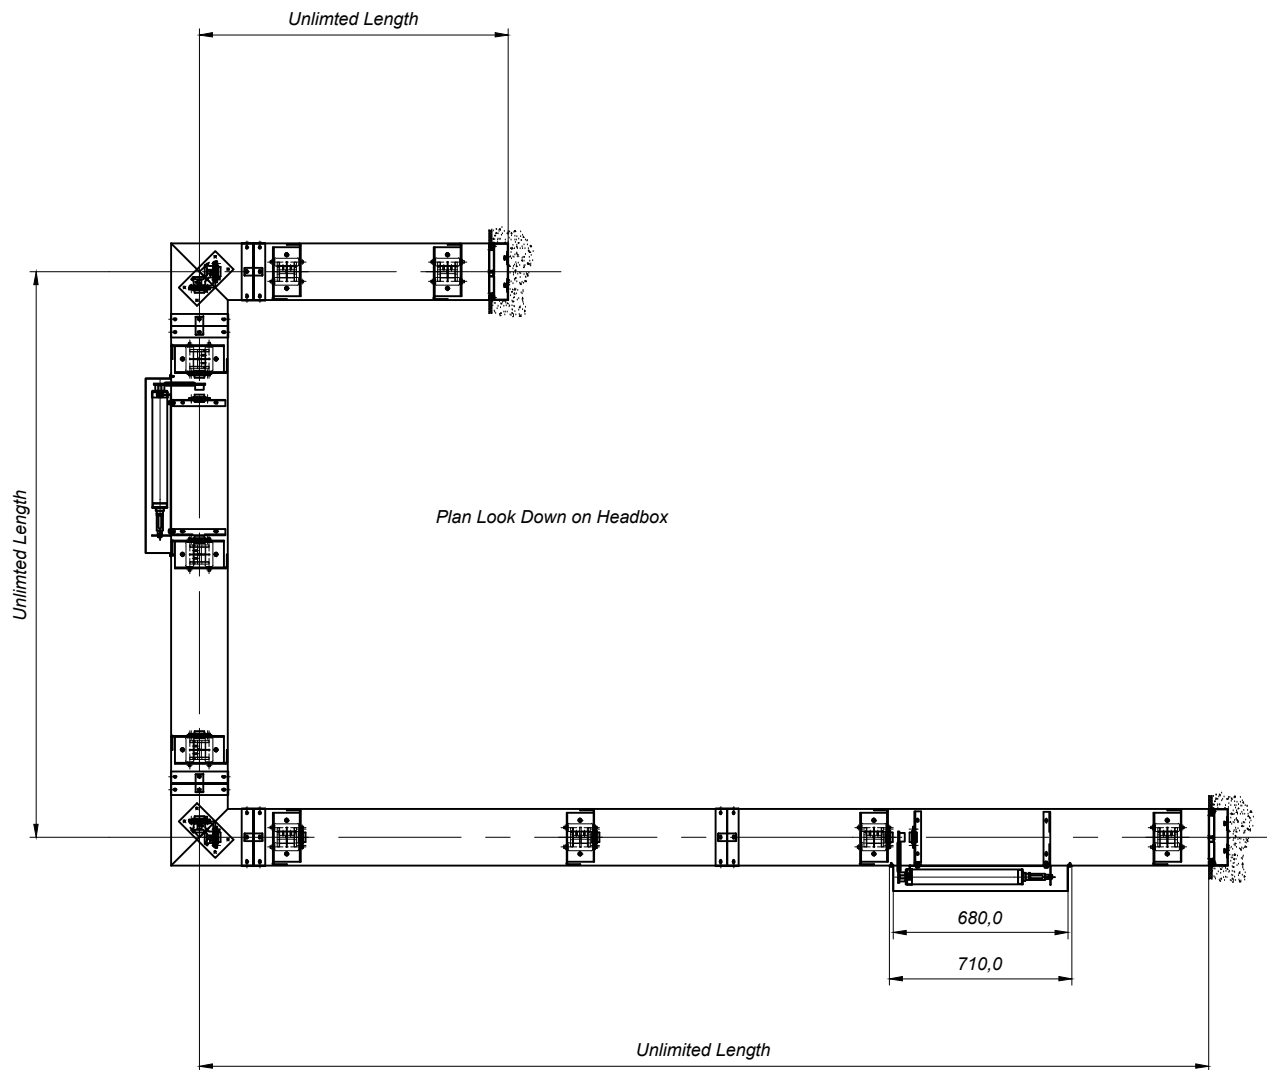 Unlimted Length
Unlimted Length
Plan Look Down on Headbox
680,0
710,0
Unlimited Length